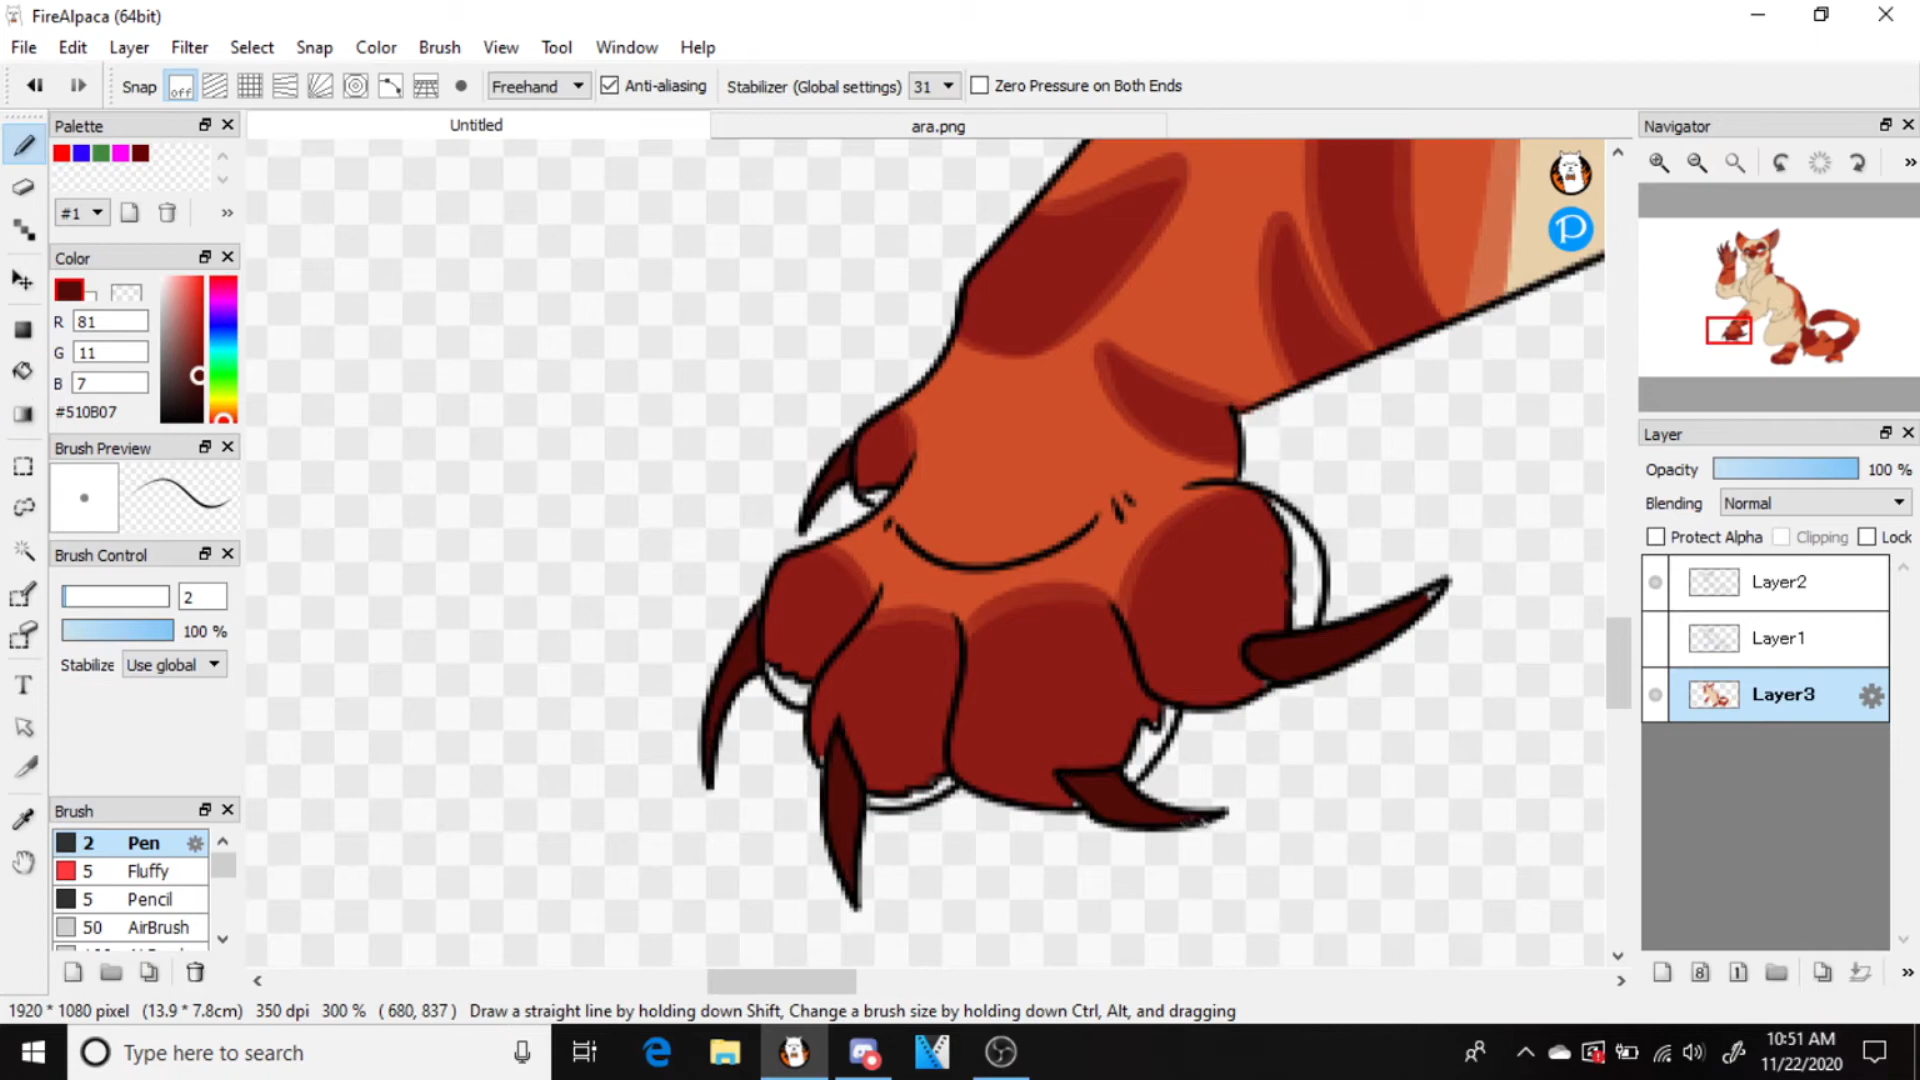 FireAlpaca (64bit)
File Edit Layer Filter Select Snap Color Brush View Tool Window Help
Snap off Freehand Anti-aliasing Stabilizer (Global settings) 31 Zero Pressure on Both Ends
Palette
Untitled
ara.png
Navigator
#1
Color
R 81
G 11
B 7
#510B07
Brush Preview
Brush Control
2
100 %
Stabilize Use global
Brush
2 Pen
5 Fluffy
5 Pencil
50 AirBrush
P
Layer
Opacity 100 %
Blending Normal
Protect Alpha Clipping Lock
Layer2
Layer1
Layer3
8 1
T
1920 * 1080 pixel (13.9 * 7.8cm) 350 dpi 300 % ( 680, 837 ) Draw a straight line by holding down Shift, Change a brush size by holding down Ctrl, Alt, and dragging
Type here to search
10:51 AM
11/22/2020